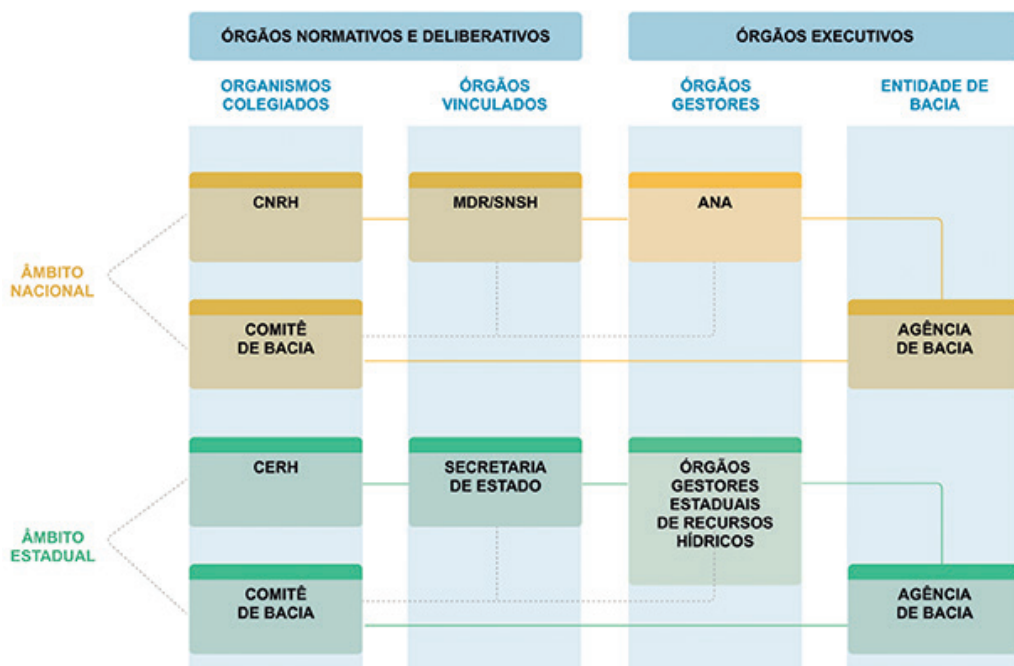 ÓRGÃOS NORMATIVOS E DELIBERATIVOS
ÓRGÃOS EXECUTIVOS
ORGANISMOS
COLEGIADOS
ÓRGÃOS
VINCULADOS
ÓRGÃOS
GESTORES
ENTIDADE DE
BACIA
ÂMBITO
NACIONAL
CNRH
MDR/SNSH
ANA
COMITÊ
DE BACIA
AGÊNCIA
DE BACIA
ÂMBITO
ESTADUAL
CERH
SECRETARIA
DE ESTADO
ÓRGÃOS
GESTORES
ESTADUAIS
DE RECURSOS
HÍDRICOS
COMITÊ
DE BACIA
AGÊNCIA
DE BACIA